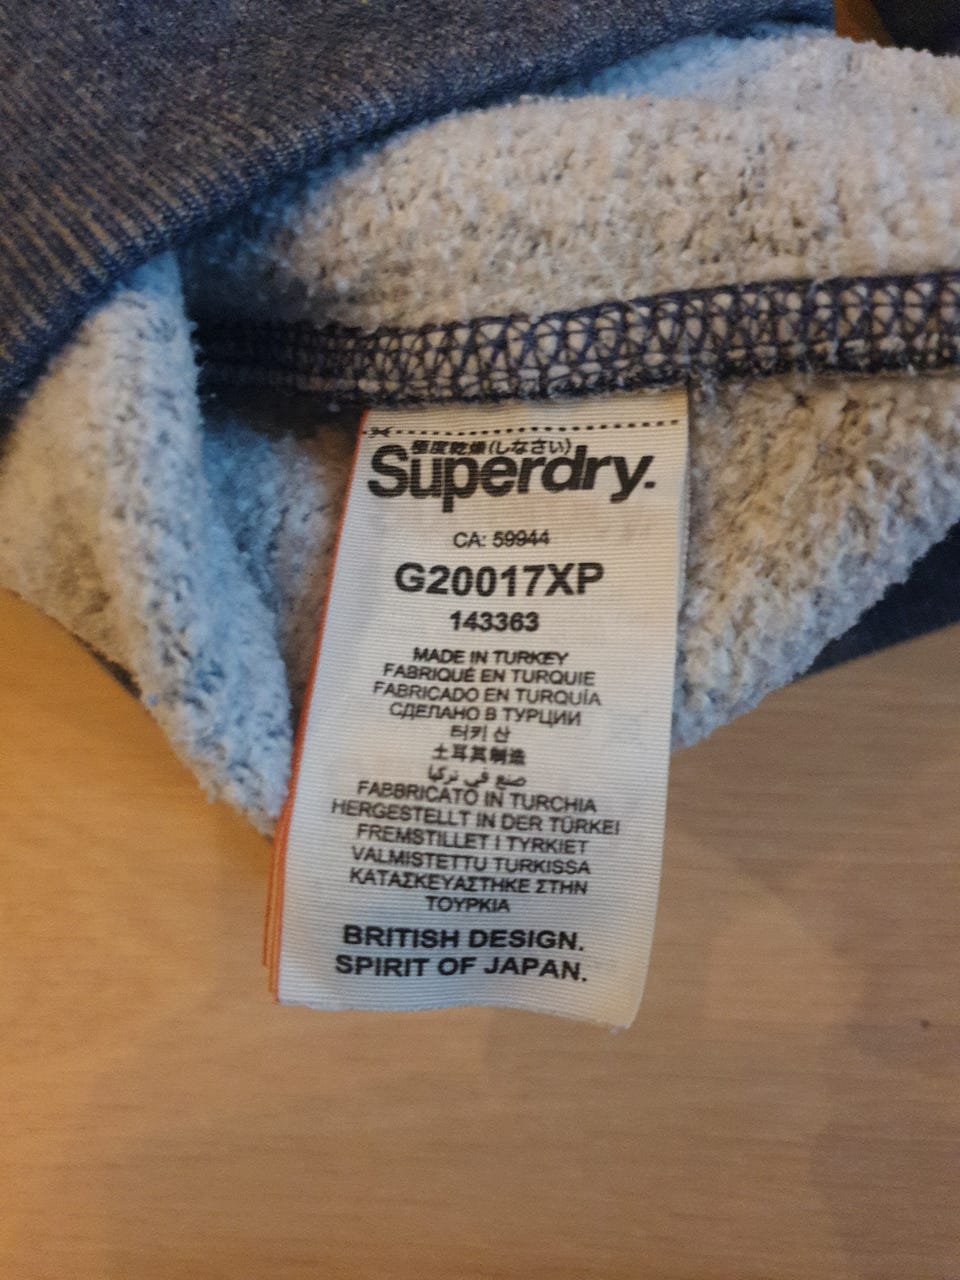 極度乾燥(しなさい)
Superdry.
CA: 59944
G20017XP
143363
MADE IN TURKEY
FABRIQUÉ EN TURQUIE
FABRICADO EN TURQUÍA
СДЕЛАНО В ТУРЦИИ
터키 산
土耳其制造
صنع في تركيا
FABBRICATO IN TURCHIA
HERGESTELLT IN DER TÜRKEI
FREMSTILLET I TYRKIET
VALMISTETTU TURKISSA
ΚΑΤΑΣΚΕΥΑΣΤΗΚΕ ΣΤΗΝ
ΤΟΥΡΚΙΑ
BRITISH DESIGN.
SPIRIT OF JAPAN.